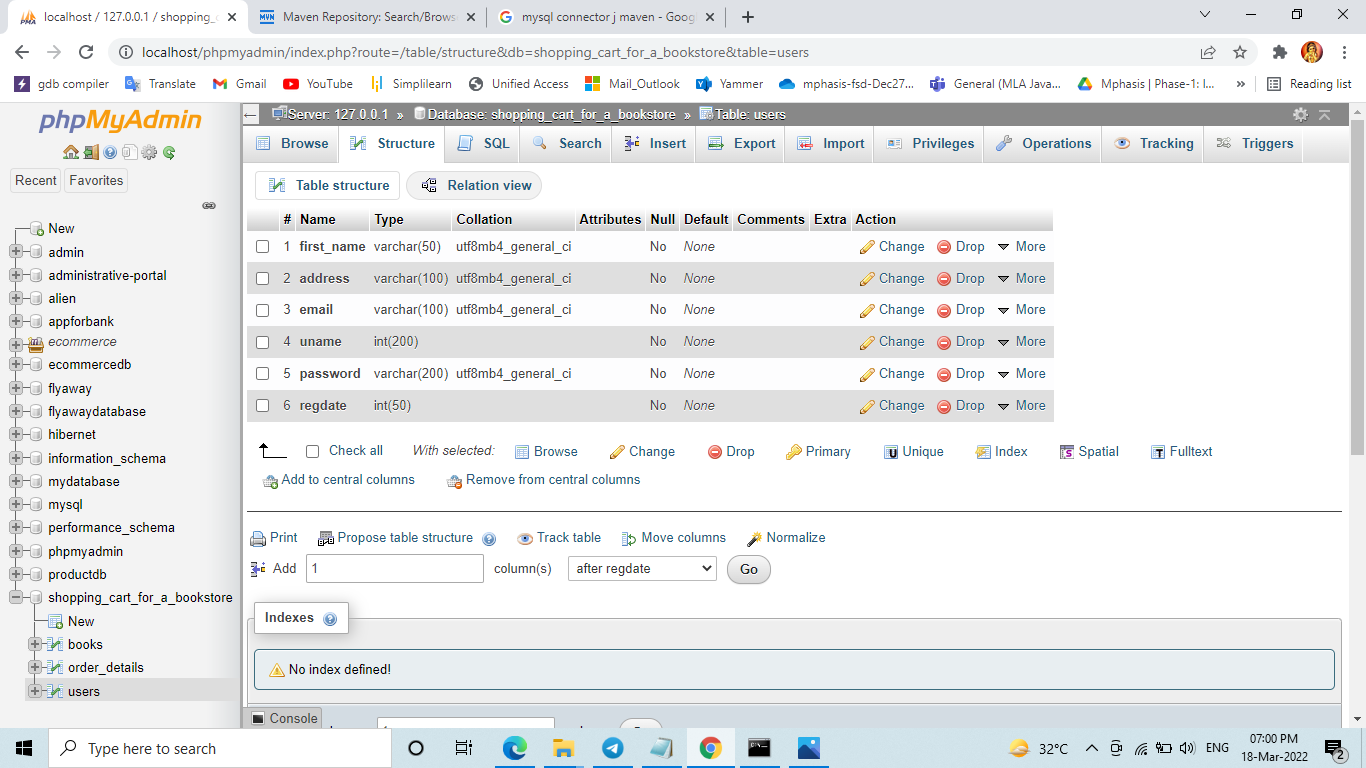 localhost / 127.0.0.1 / shopping_
Maven Repository: Search/Brows
mysql connector j maven - Goog
localhost/phpmyadmin/index.php?route=/table/structure&db=shopping_cart_for_a_bookstore&table=users
gdb compiler Translate Gmail YouTube Simplilearn Unified Access Mail_Outlook Yammer mphasis-fsd-Dec27... General (MLA Java... Mphasis | Phase-1: I... » Reading list
phpMyAdmin
Recent Favorites
New
admin
administrative-portal
alien
appforbank
ecommerce
ecommercedb
flyaway
flyawaydatabase
hibernet
information_schema
mydatabase
mysql
performance_schema
phpmyadmin
productdb
shopping_cart_for_a_bookstore
New
books
order_details
users
Server: 127.0.0.1 » Database: shopping_cart_for_a_bookstore » Table: users
Browse Structure SQL Search Insert Export Import Privileges Operations Tracking Triggers
Table structure Relation view
# Name Type Collation Attributes Null Default Comments Extra Action
1 first_name varchar(50) utf8mb4_general_ci No None Change Drop More
2 address varchar(100) utf8mb4_general_ci No None Change Drop More
3 email varchar(100) utf8mb4_general_ci No None Change Drop More
4 uname int(200) No None Change Drop More
5 password varchar(200) utf8mb4_general_ci No None Change Drop More
6 regdate int(50) No None Change Drop More
Check all With selected: Browse Change Drop Primary Unique Index Spatial Fulltext
Add to central columns Remove from central columns
Print Propose table structure Track table Move columns Normalize
Add 1 column(s) after regdate Go
Indexes
No index defined!
Console
Type here to search
32°C ENG 07:00 PM
18-Mar-2022 2